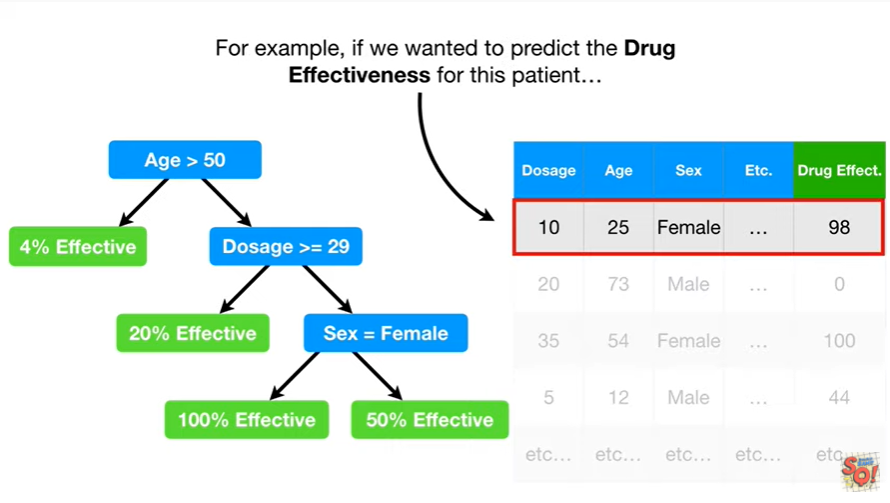 For example, if we wanted to predict the Drug
Effectiveness for this patient…
Age > 50
4% Effective
Dosage >= 29
20% Effective
Sex = Female
100% Effective
50% Effective
Dosage Age Sex Etc. Drug Effect.
10 25 Female … 98
20 73 Male … 0
35 54 Female … 100
5 12 Male … 44
etc… etc… etc… etc… etc…
SQ!